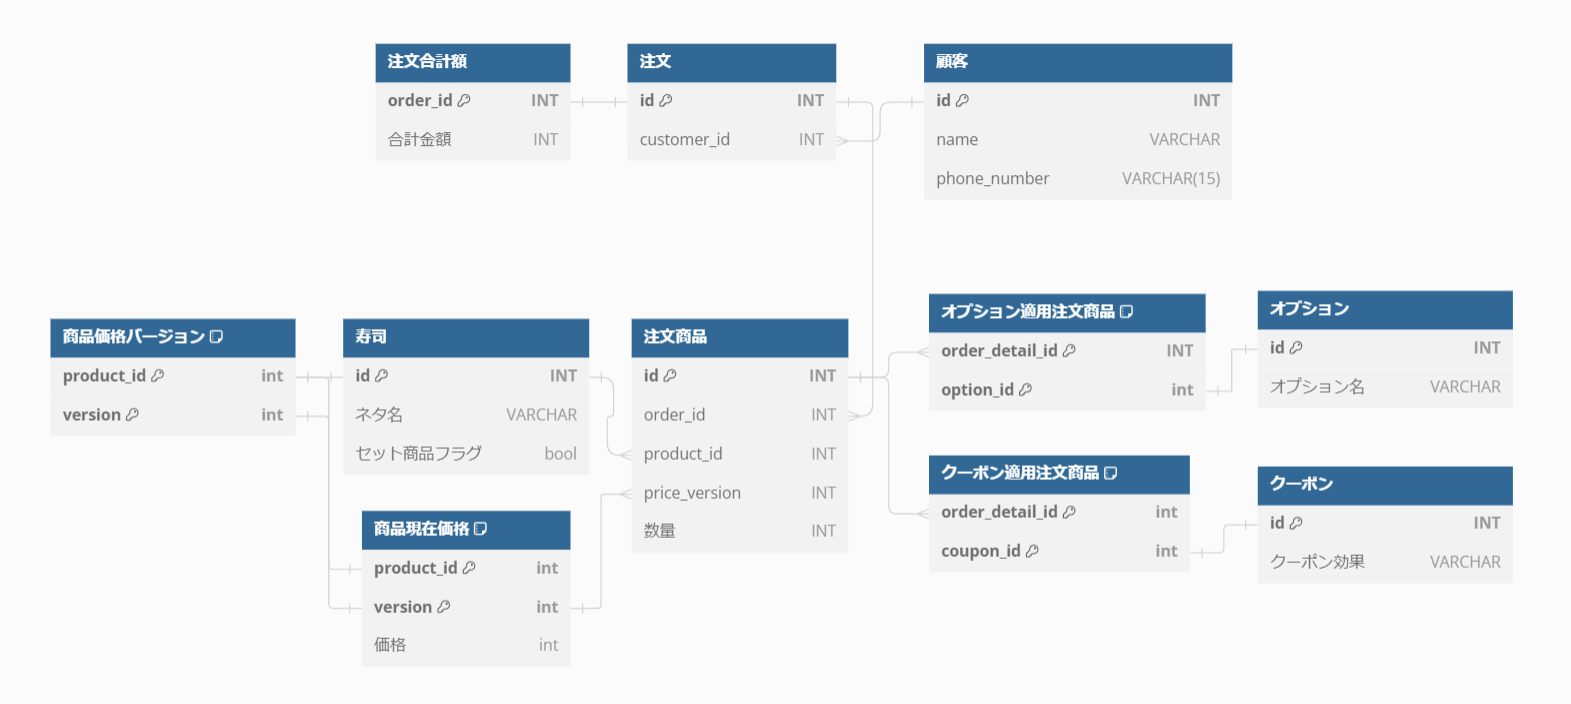 注文合計額
order_id INT
合計金額 INT
注文
id INT
customer_id INT
顧客
id INT
name VARCHAR
phone_number VARCHAR(15)
商品価格バージョン
product_id int
version int
寿司
id INT
ネタ名 VARCHAR
セット商品フラグ bool
商品現在価格
product_id int
version int
価格 int
注文商品
id INT
order_id INT
product_id INT
price_version INT
数量 INT
オプション適用注文商品
order_detail_id INT
option_id int
オプション
id INT
オプション名 VARCHAR
クーポン適用注文商品
order_detail_id int
coupon_id int
クーポン
id INT
クーポン効果 VARCHAR